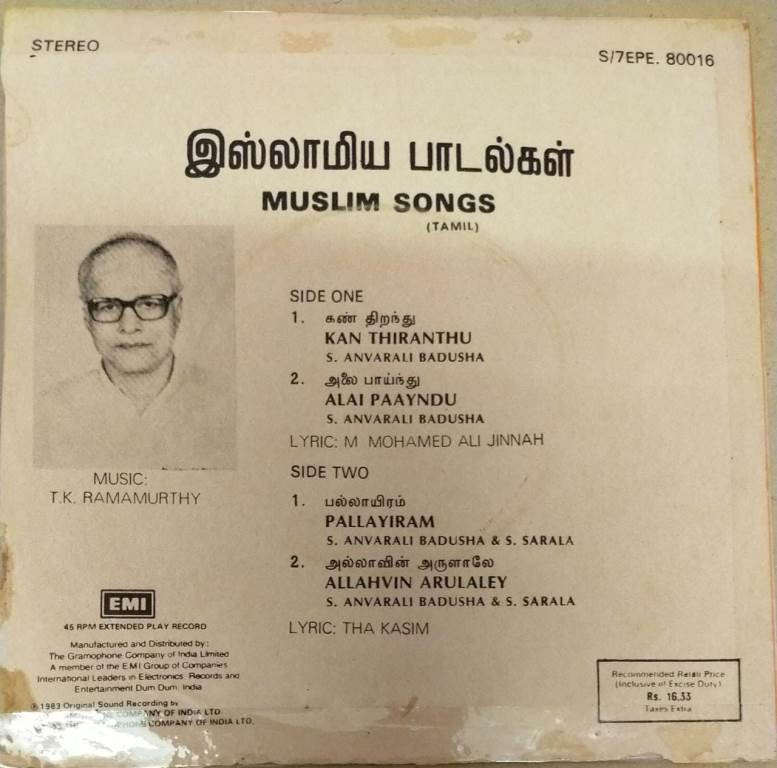 STEREO
S/7EPE. 80016
இஸ்லாமிய பாடல்கள்
MUSLIM SONGS
(TAMIL)
SIDE ONE
1. கண் திறந்து
KAN THIRANTHU
S. ANVARALI BADUSHA
2. அலை பாய்ந்து
ALAI PAAYNDU
S. ANVARALI BADUSHA
LYRIC: M MOHAMED ALI JINNAH
MUSIC:
T.K. RAMAMURTHY
SIDE TWO
1. பல்லாயிரம்
PALLAYIRAM
S. ANVARALI BADUSHA & S. SARALA
2. அல்லாவின் அருளாலே
ALLAHVIN ARULALEY
S. ANVARALI BADUSHA & S. SARALA
LYRIC: THA KASIM
EMI
45 RPM EXTENDED PLAY RECORD
Manufactured and Distributed by:
The Gramophone Company of India Limited
A member of the EMI Group of Companies
International Leaders in Electronics, Records and
Entertainment Dum Dum, India
℗ 1983 Original Sound Recording by
COMPANY OF INDIA LTD
COMPANY OF INDIA LTD.
Recommended Retail Price
(Inclusive of Excise Duty)
Rs. 16.33
Taxes Extra